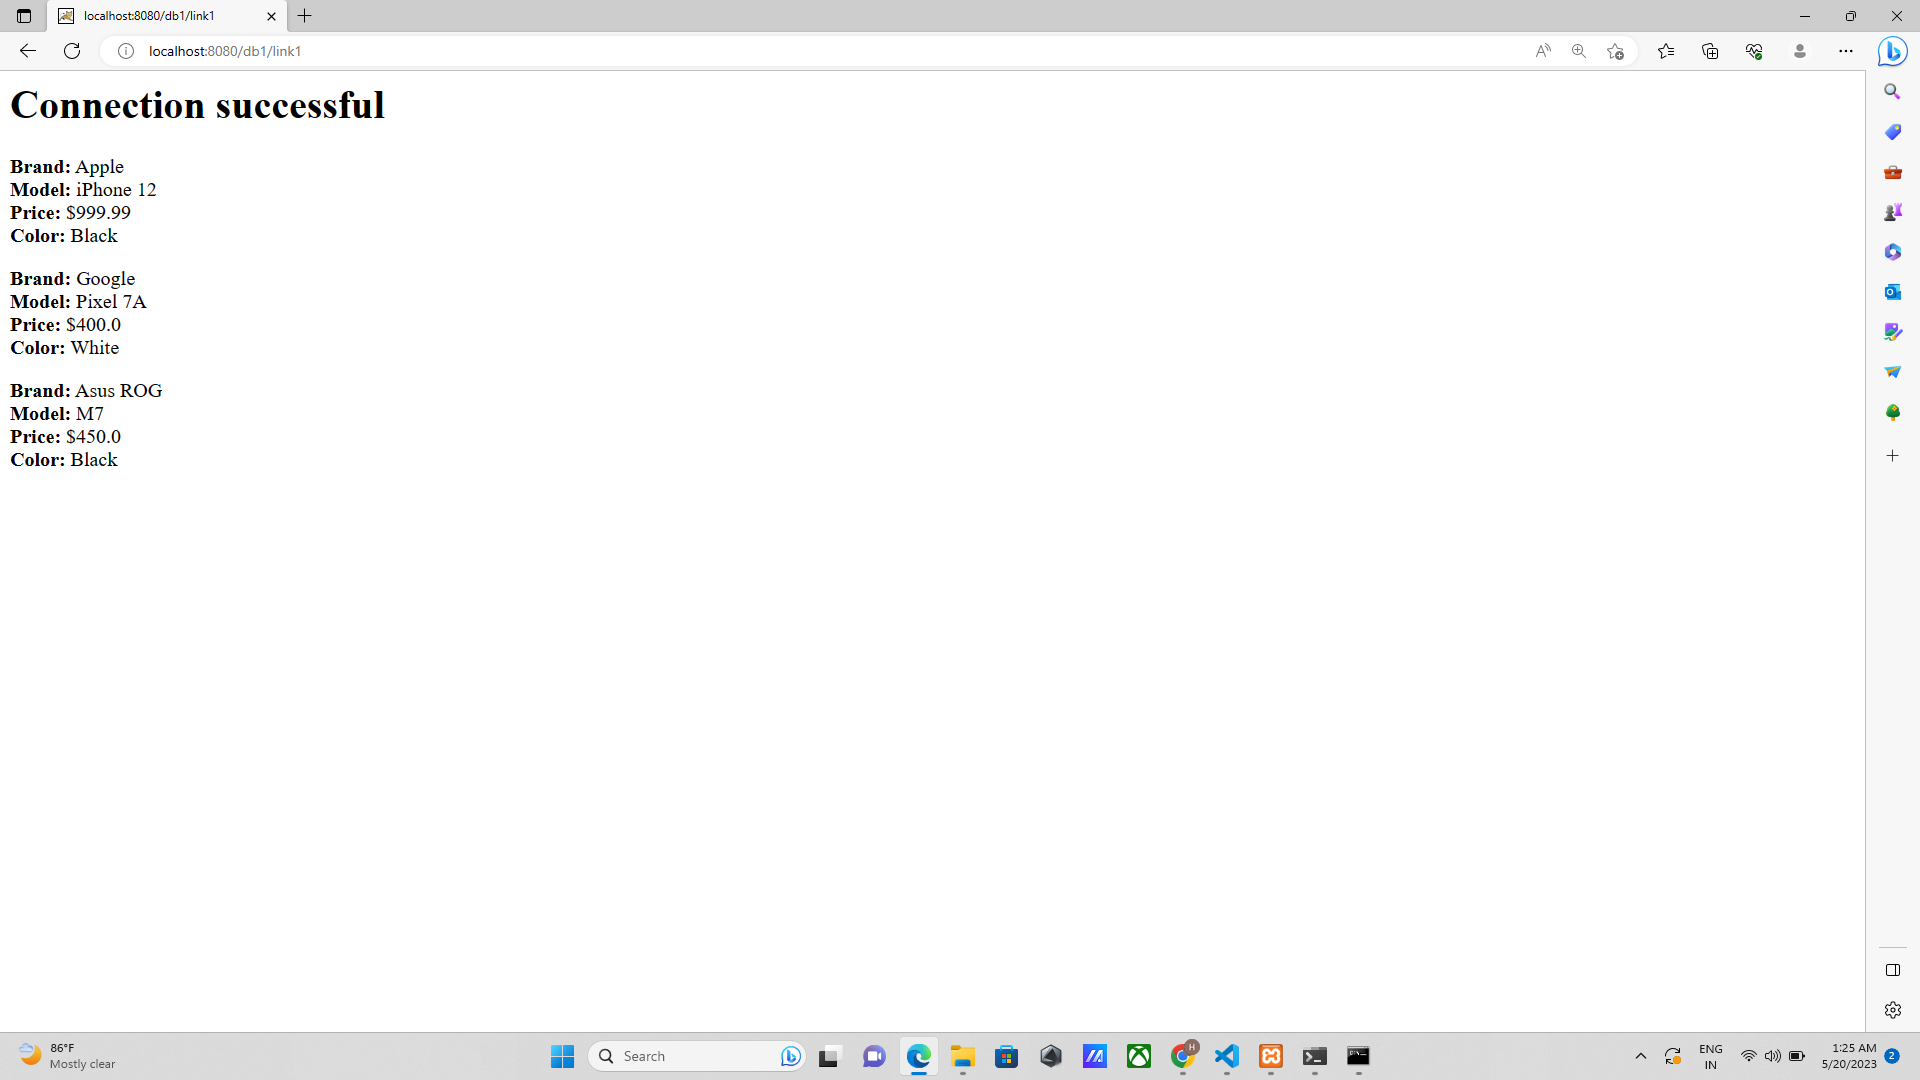 localhost:8080/db1/link1
localhost:8080/db1/link1
Connection successful
Brand: Apple
Model: iPhone 12
Price: $999.99
Color: Black
Brand: Google
Model: Pixel 7A
Price: $400.0
Color: White
Brand: Asus ROG
Model: M7
Price: $450.0
Color: Black
86°F
Mostly clear
Search
H
ENG
IN
1:25 AM
5/20/2023
2